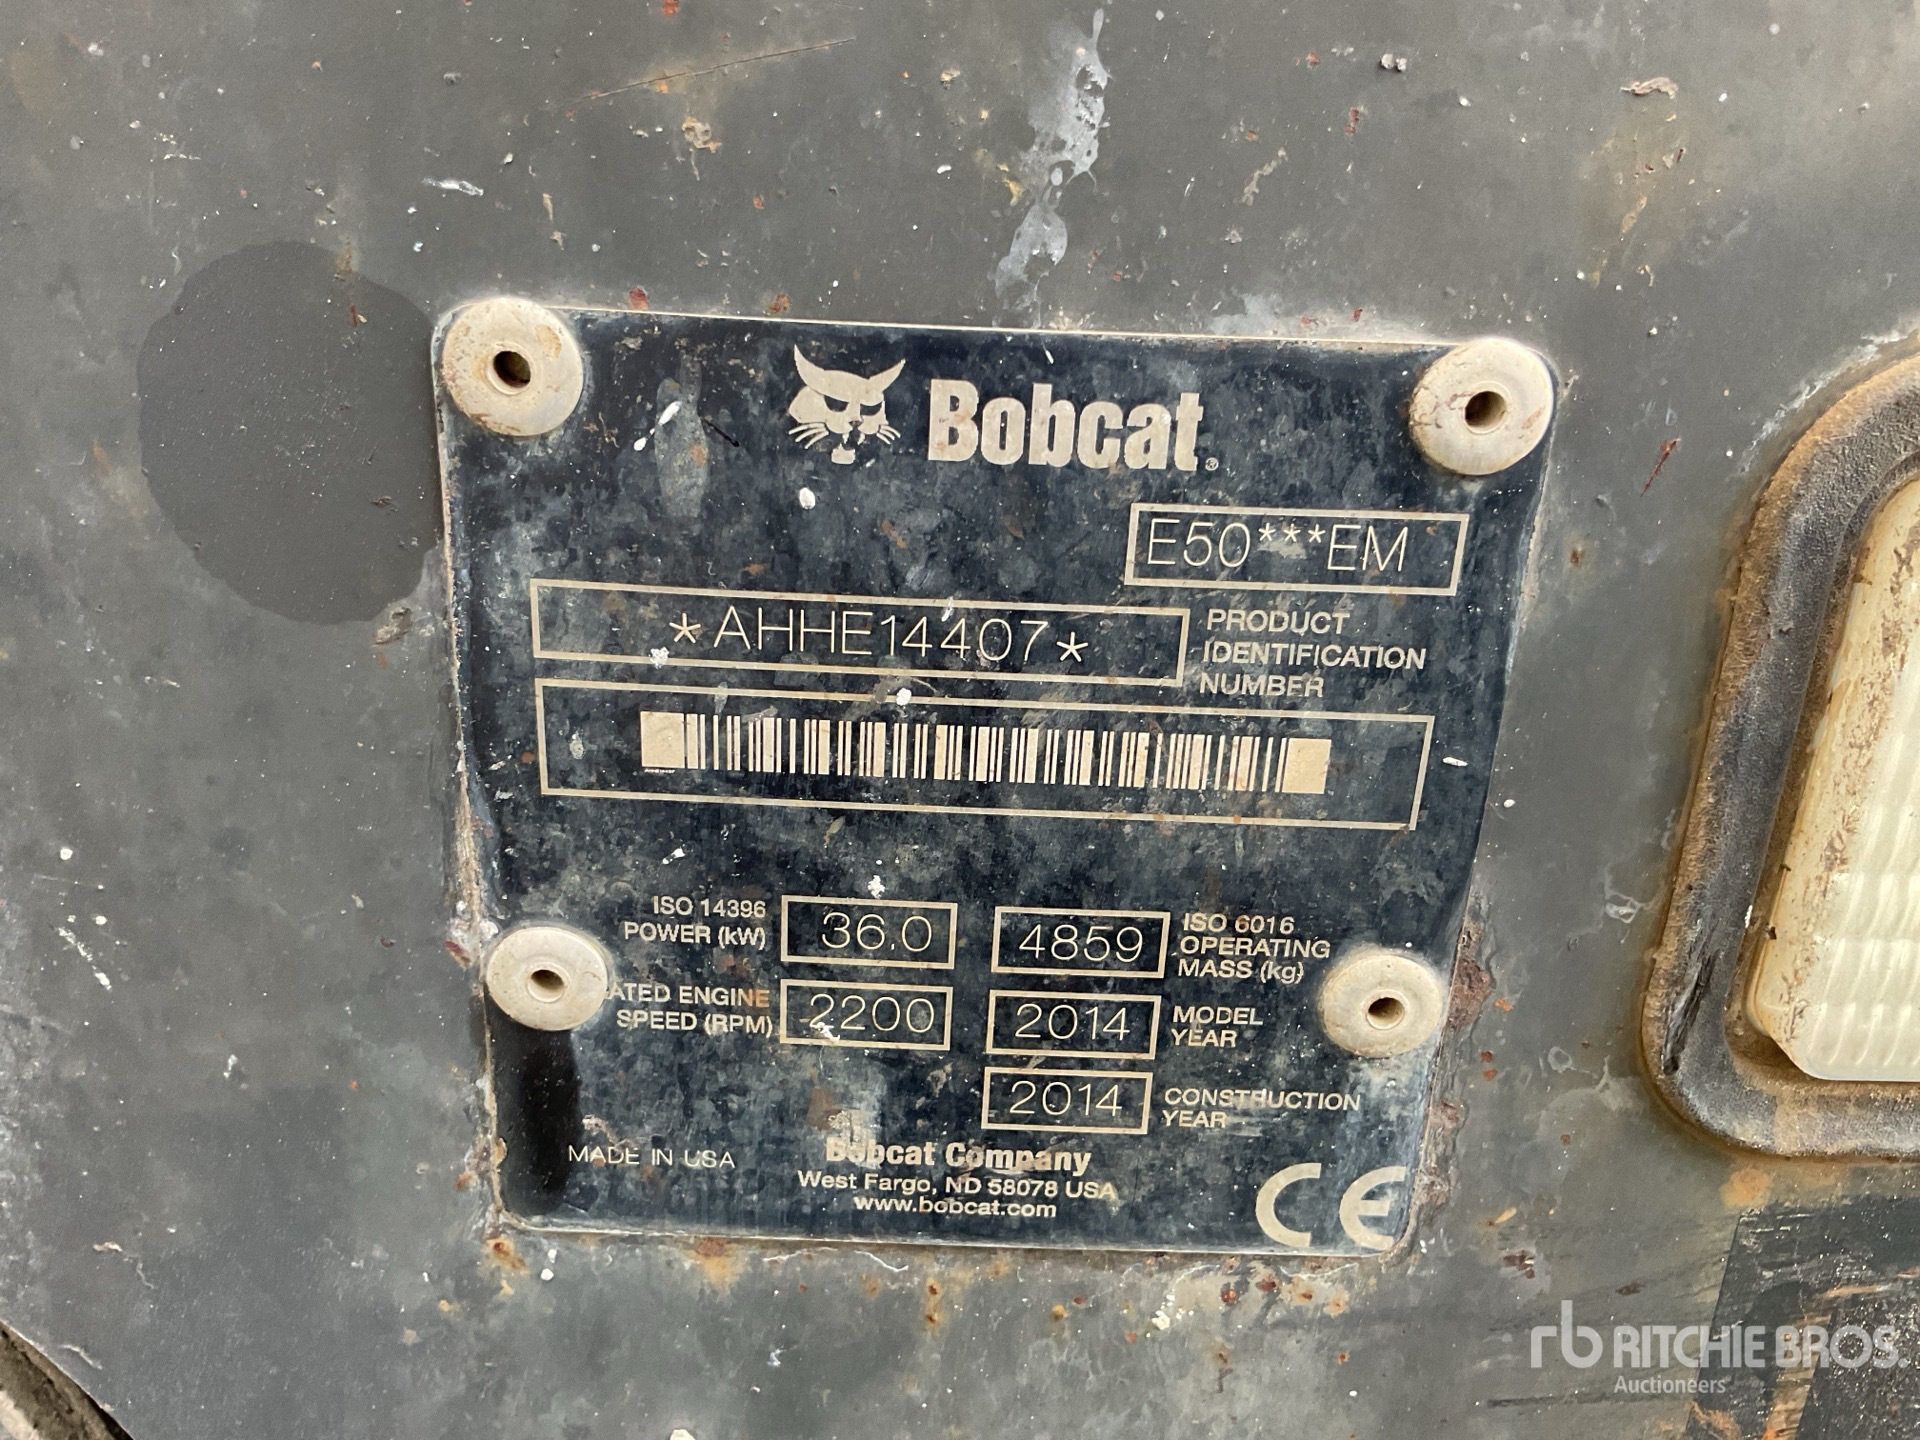 Bobcat®
E50***EM
*AHHE14407*
PRODUCT
IDENTIFICATION
NUMBER
ISO 14396
POWER (kW)
36.0
4859
ISO 6016
OPERATING
MASS (kg)
ATED ENGINE
SPEED (RPM)
2200
2014
MODEL
YEAR
2014
CONSTRUCTION
YEAR
MADE IN USA
Bobcat Company
West Fargo, ND 58078 USA
www.bobcat.com
CE
rb RITCHIE BROS.
Auctioneers